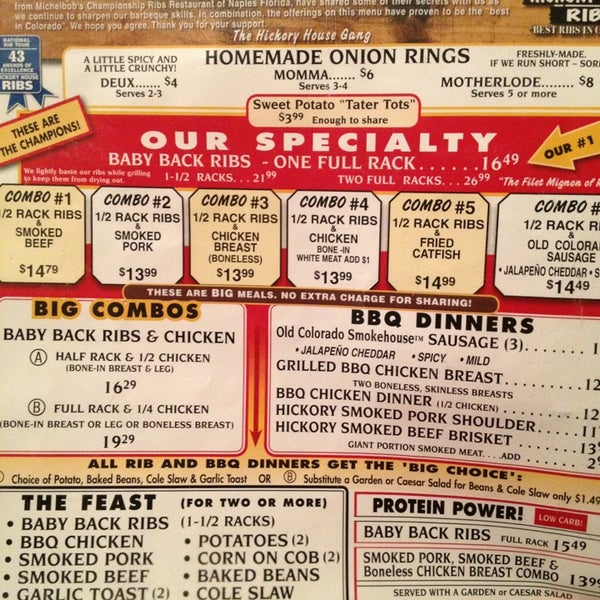 from Michelbob's Championship Ribs Restaurant of Naples Florida, have shared some of their secrets with us as
we continue to sharpen our barbeque skills. In combination, the offerings on this menu have proven to be the "best
in Colorado". We hope you agree. Thank you for your support!
The Hickory House Gang
RIB
BEST RIBS IN C
NATIONAL
RIB TOUR
43
AWARDS OF
EXCELLENCE
HICKORY HOUSE
RIBS
A LITTLE SPICY AND
A LITTLE CRUNCHY!
HOMEMADE ONION RINGS
FRESHLY-MADE.
IF WE RUN SHORT – SOR
DEUX....... $4
Serves 2-3
MOMMA....... $6
Serves 3-4
MOTHERLODE....... $8
Serves 5 or more
Sweet Potato "Tater Tots"
$3.99 Enough to share
THESE ARE
THE CHAMPIONS!
OUR SPECIALTY
OUR #1
BABY BACK RIBS - ONE FULL RACK......16.49
We lightly baste our ribs while grilling
to keep them from drying out.
1-1/2 RACKS...21.99
TWO FULL RACKS...26.99
"The Filet Mignon of R
COMBO #1
1/2 RACK RIBS
&
SMOKED
BEEF
$14.79
COMBO #2
1/2 RACK RIBS
&
SMOKED
PORK
$13.99
COMBO #3
1/2 RACK RIBS
&
CHICKEN
BREAST
(BONELESS)
$13.99
COMBO #4
1/2 RACK RIBS
&
CHICKEN
BONE-IN
WHITE MEAT ADD $1
$13.99
COMBO #5
1/2 RACK RIBS
&
FRIED
CATFISH
$14.99
COMBO #
1/2 RACK R
&
OLD COLORA
SAUSAGE
• JALAPEÑO CHEDDAR • S
$14.49
THESE ARE BIG MEALS. NO EXTRA CHARGE FOR SHARING!
BIG COMBOS
BABY BACK RIBS & CHICKEN
A HALF RACK & 1/2 CHICKEN
(BONE-IN BREAST & LEG)
16.29
B FULL RACK & 1/4 CHICKEN
(BONE-IN BREAST OR LEG OR BONELESS BREAST)
19.29
BBQ DINNERS
Old Colorado Smokehouse™ SAUSAGE (3)........1
• JALAPEÑO CHEDDAR • SPICY • MILD
GRILLED BBQ CHICKEN BREAST....12
TWO BONELESS, SKINLESS BREASTS
BBQ CHICKEN DINNER (1/2 CHICKEN)..........12
HICKORY SMOKED PORK SHOULDER.....11
HICKORY SMOKED BEEF BRISKET.......13
GIANT PORTION SMOKED MEAT....ADD 2
ALL RIB AND BBQ DINNERS GET THE 'BIG CHOICE':
Choice of Potato, Baked Beans, Cole Slaw & Garlic Toast OR B Substitute a Garden or Caesar Salad for Beans & Cole Slaw only $1.49
THE FEAST (FOR TWO OR MORE)
• BABY BACK RIBS (1-1/2 RACKS)
• BBQ CHICKEN • POTATOES (2)
• SMOKED PORK • CORN ON COB (2)
• SMOKED BEEF • BAKED BEANS
• GARLIC TOAST (2) • COLE SLAW
PROTEIN POWER! LOW CARB!
BABY BACK RIBS FULL RACK 15.49
SMOKED PORK, SMOKED BEEF &
Boneless CHICKEN BREAST COMBO 13.99
SERVED WITH A GARDEN or CAESAR SALAD